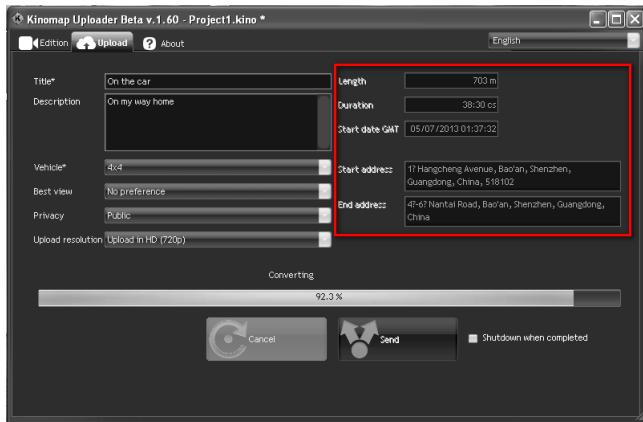 Kinomap Uploader Beta v.1.60 - Project1.kino *
Edition Upload ? About English
Title* On the car
Description On my way home
Vehicle* 4x4
Best view No preference
Privacy Public
Upload resolution Upload in HD (720p)
Length 703 m
Duration 38:30 cs
Start date GMT 05/07/2013 01:37:32
Start address 1? Hangcheng Avenue, Bao'an, Shenzhen,
Guangdong, China, 518102
End address 4?-6? Nantai Road, Bao'an, Shenzhen, Guangdong,
China
Converting
92.3 %
Cancel Send Shutdown when completed